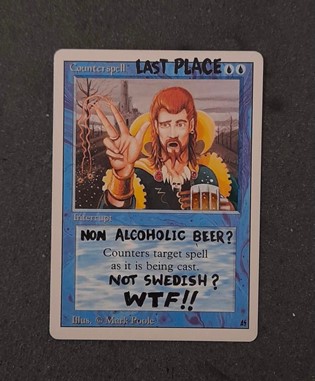 Counterspell LAST PLACE
Interrupt
NON ALCOHOLIC BEER?
Counters target spell
as it is being cast.
NOT SWEDISH?
WTF!!
Illus. © Mark Poole